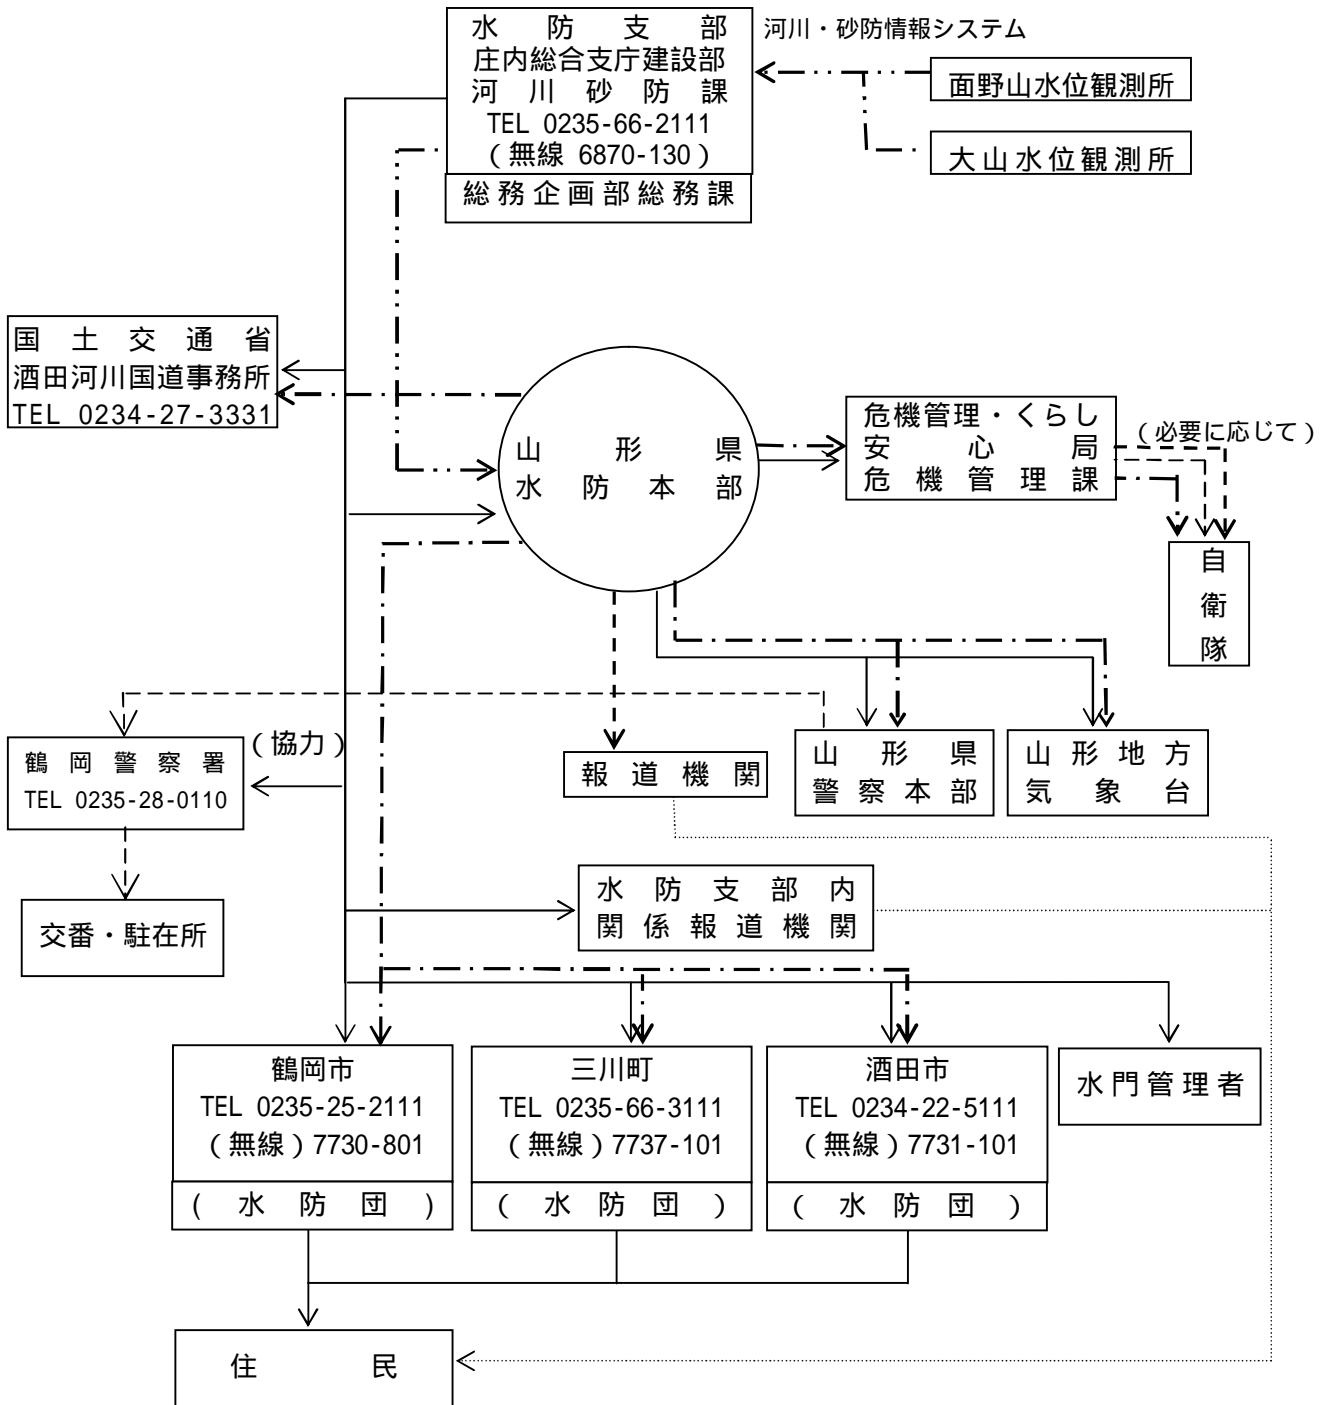 水防支部
庄内総合支庁建設部
河川砂防課
TEL 0235-66-2111
（無線 6870-130）
総務企画部総務課
河川・砂防情報システム
面野山水位観測所
大山水位観測所
国土交通省
酒田河川国道事務所
TEL 0234-27-3331
山形県
水防本部
危機管理・くらし
安心局
危機管理課
（必要に応じて）
自
衛
隊
鶴岡警察署
TEL 0235-28-0110
（協力）
報道機関
山形県
警察本部
山形地方
気象台
交番・駐在所
水防支部内
関係報道機関
鶴岡市
TEL 0235-25-2111
（無線）7730-801
(水防団)
三川町
TEL 0235-66-3111
（無線）7737-101
（水防団）
酒田市
TEL 0234-22-5111
（無線）7731-101
（水防団）
水門管理者
住民